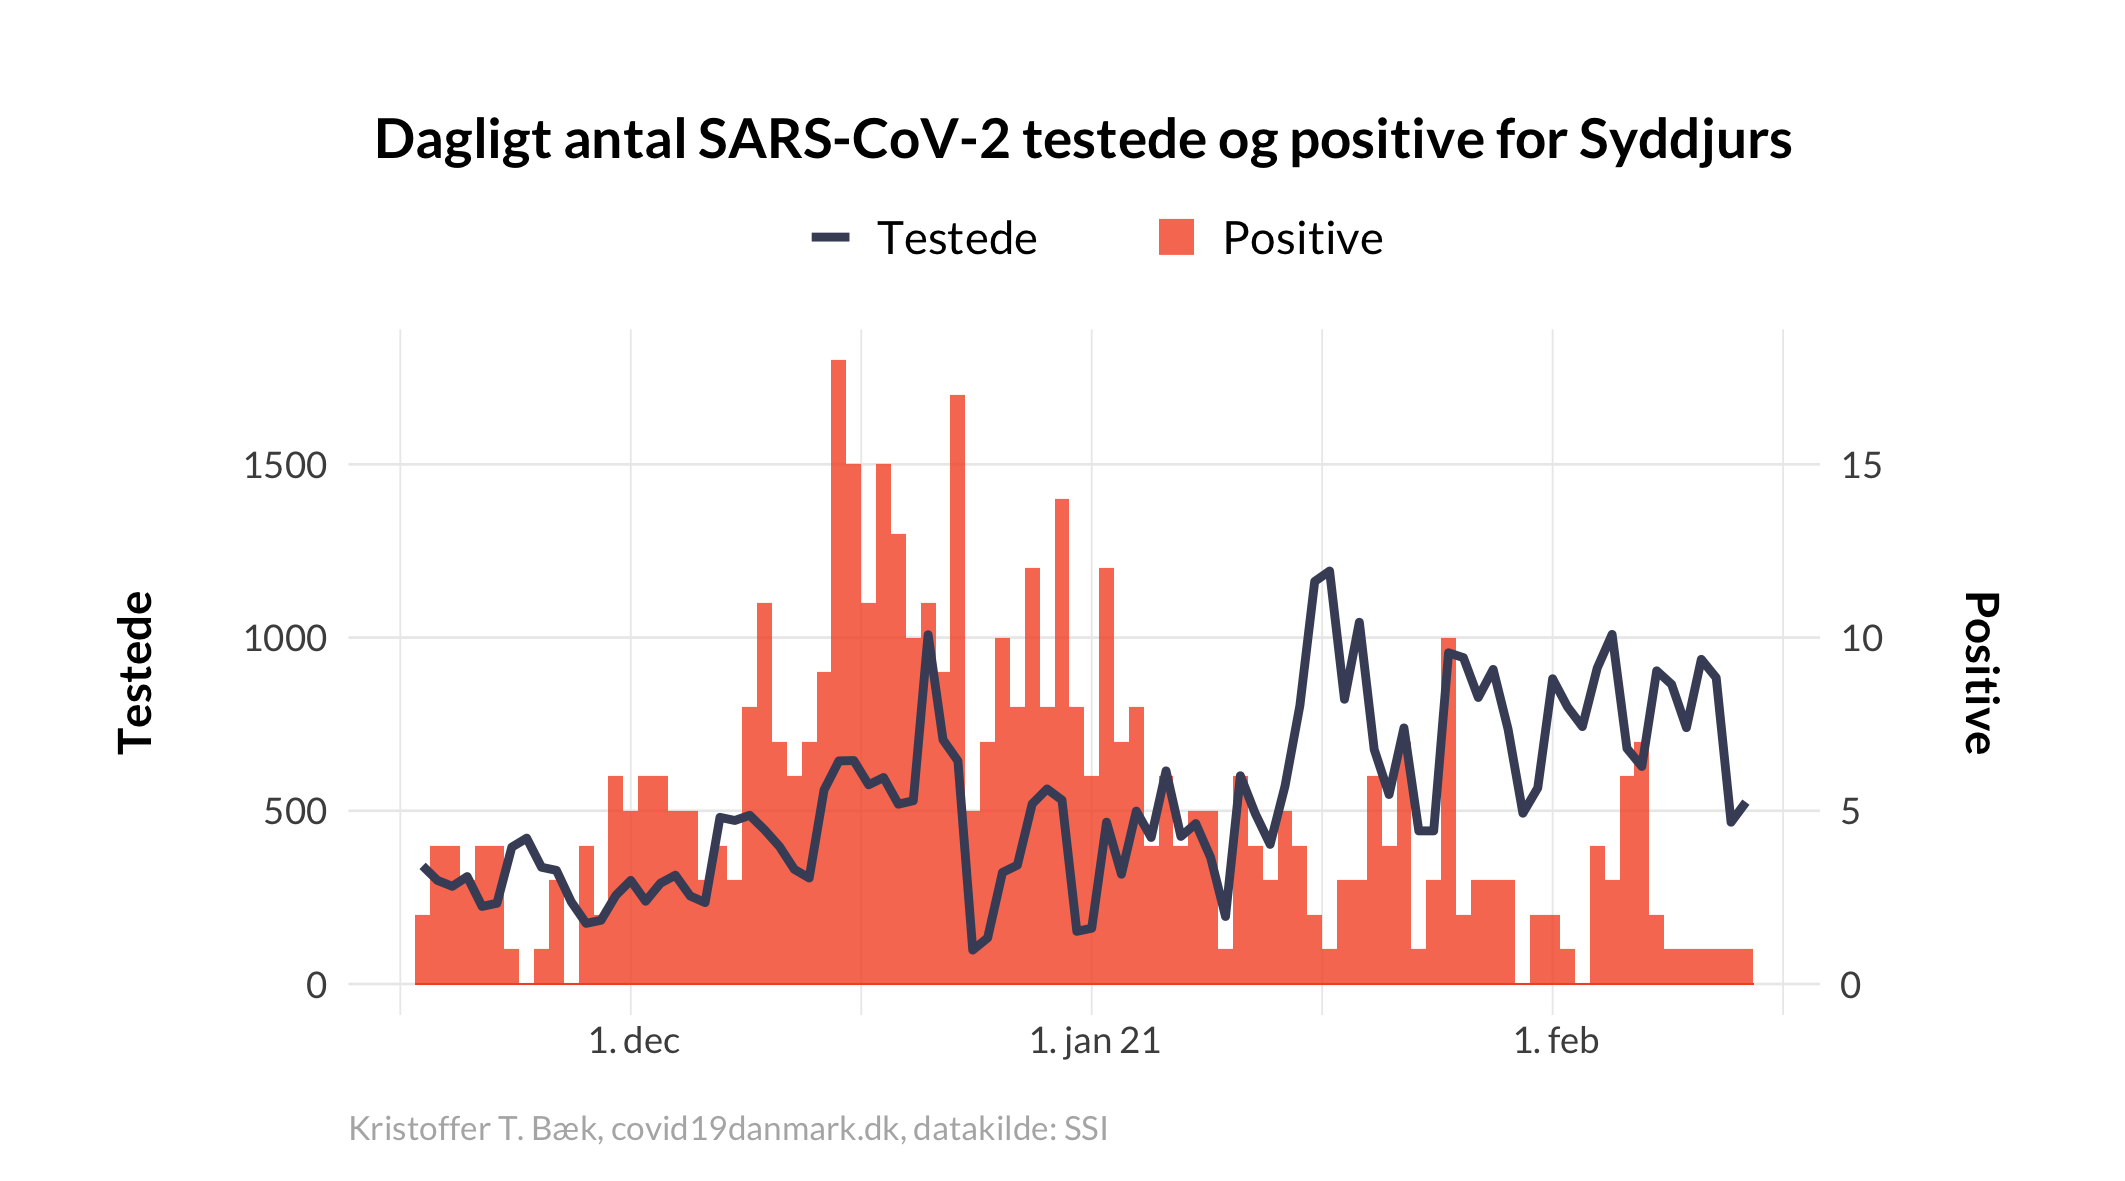 Dagligt antal SARS-CoV-2 testede og positive for Syddjurs
Testede
Positive
Testede
1500
1000
500
0
15
10
5
0
Positive
1. dec
1. jan 21
1. feb
Kristoffer T. Bæk, covid19danmark.dk, datakilde: SSI